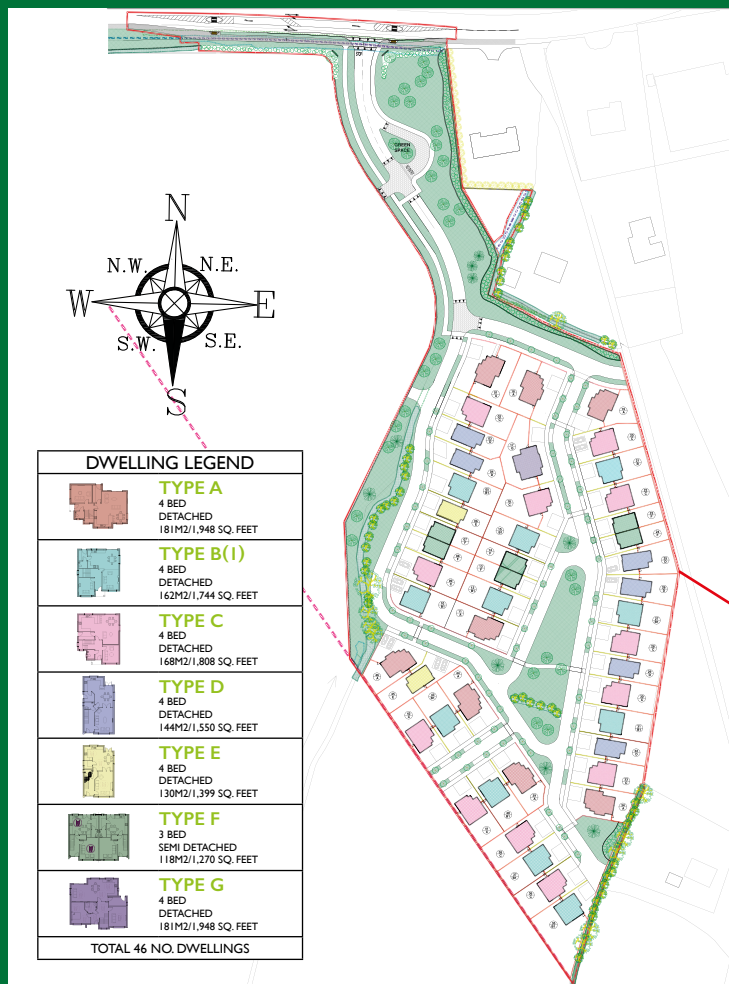 GREEN
SPACE
N
N.W.
N.E.
W
E
S.W.
S.E.
S
DWELLING LEGEND
TYPE A
4 BED
DETACHED
181M2/1,948 SQ. FEET
TYPE B(1)
4 BED
DETACHED
162M2/1,744 SQ. FEET
TYPE C
4 BED
DETACHED
168M2/1,808 SQ. FEET
TYPE D
4 BED
DETACHED
144M2/1,550 SQ. FEET
TYPE E
4 BED
DETACHED
130M2/1,399 SQ. FEET
TYPE F
3 BED
SEMI DETACHED
118M2/1,270 SQ. FEET
TYPE G
4 BED
DETACHED
181M2/1,948 SQ. FEET
TOTAL 46 NO. DWELLINGS